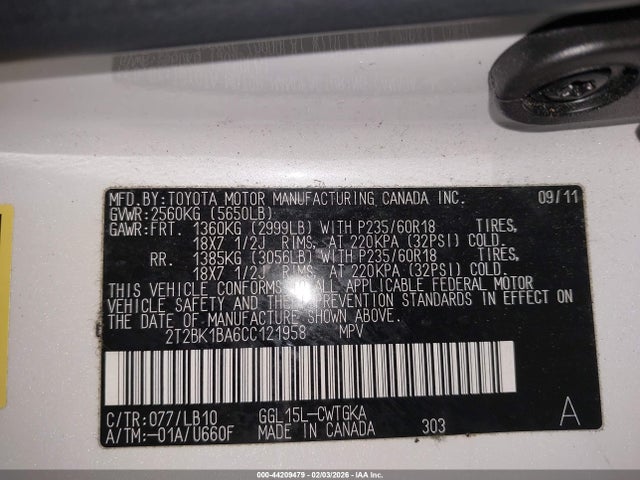 MFD.BY:TOYOTA MOTOR MANUFACTURING CANADA INC. 09/11
GVWR:2560KG (5650LB)
GAWR:FRT. 1360KG (2999LB) WITH P235/60R18 TIRES,
18X7 1/2J RIMS, AT 220KPA (32PSI) COLD.
RR. 1385KG (3056LB) WITH P235/60R18 TIRES,
18X7 1/2J RIMS, AT 220KPA (32PSI) COLD.
THIS VEHICLE CONFORMS TO ALL APPLICABLE FEDERAL MOTOR
VEHICLE SAFETY AND THEFT PREVENTION STANDARDS IN EFFECT ON
THE DATE OF MANUFACTURE SHOWN ABOVE.
2T2BK1BA6CC121958 MPV
C/TR:077/LB10 GGL15L-CWTGKA A
A/TM:-01A/U660F MADE IN CANADA 303
000-44209479 - 02/03/2026 - IAA Inc.